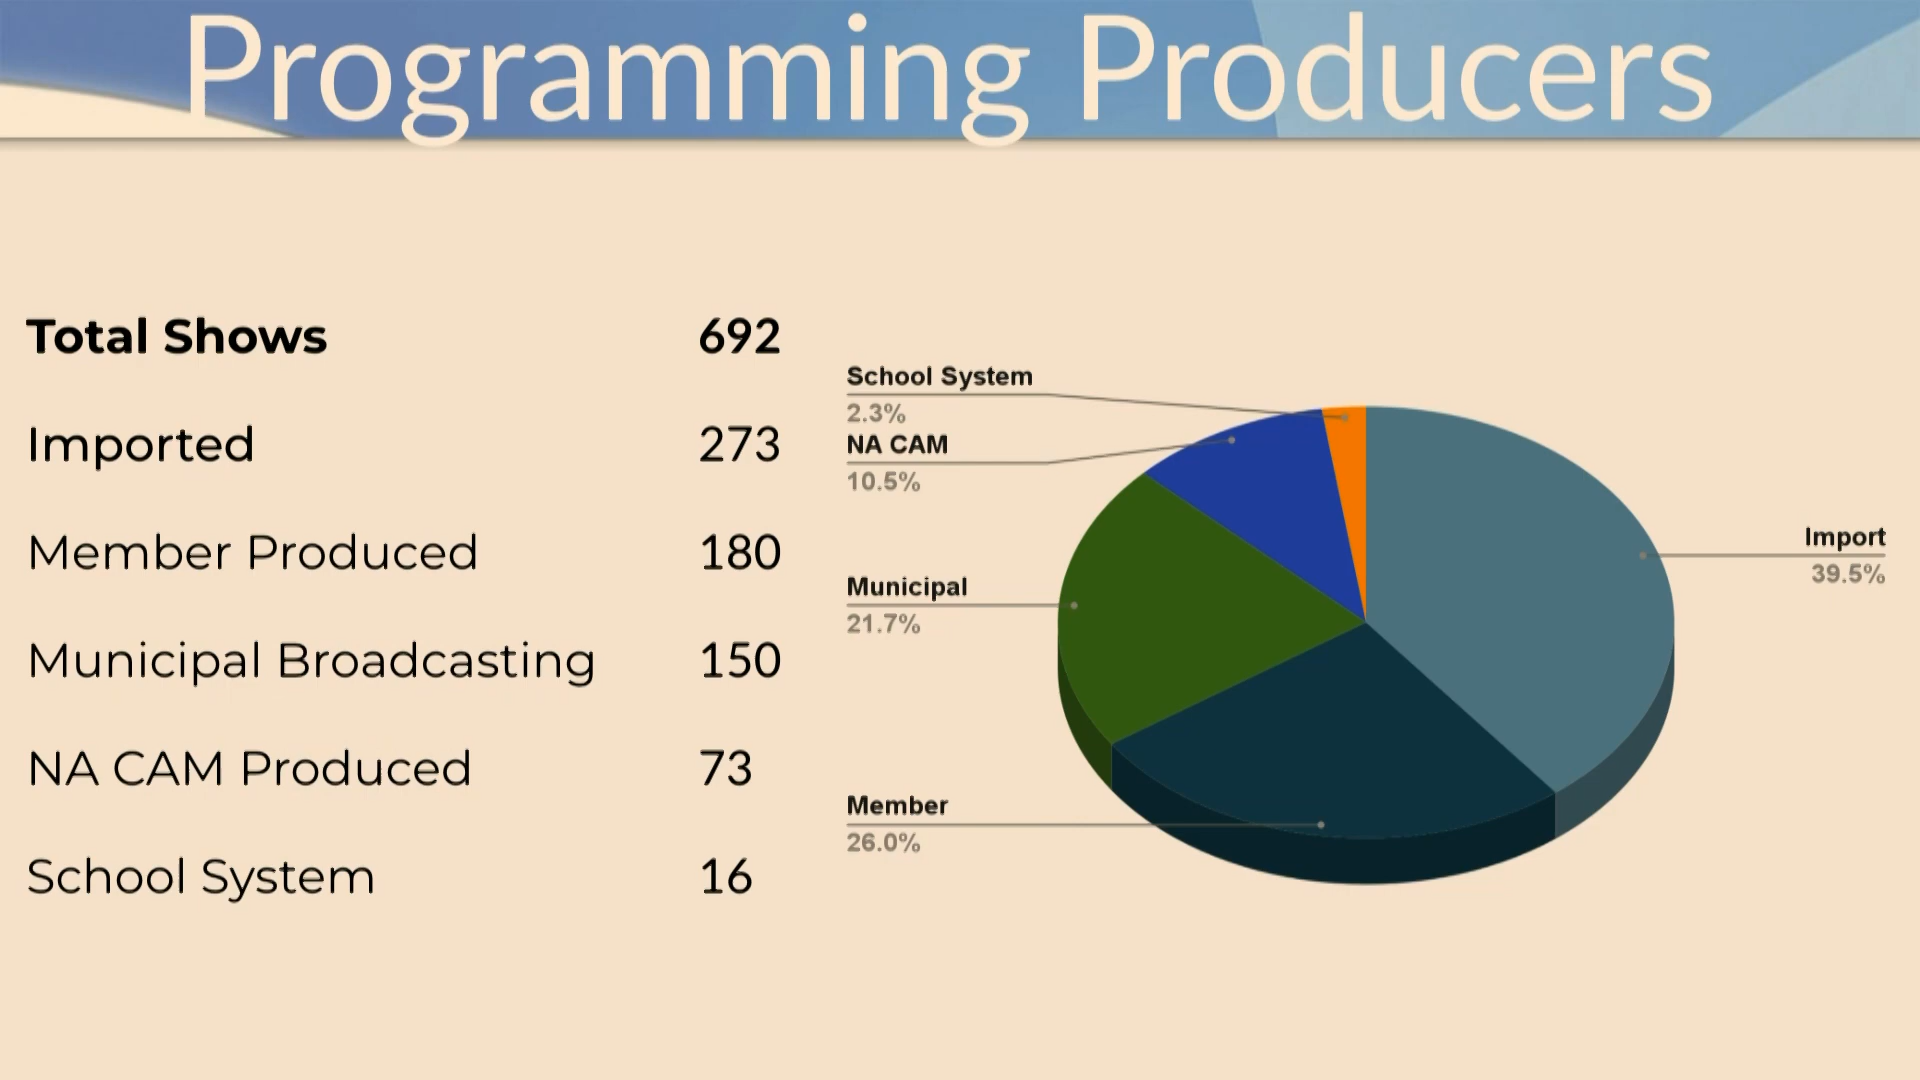 Programming Producers
Total Shows 692
Imported 273
Member Produced 180
Municipal Broadcasting 150
NA CAM Produced 73
School System 16
School System
2.3%
NA CAM
10.5%
Municipal
21.7%
Member
26.0%
Import
39.5%